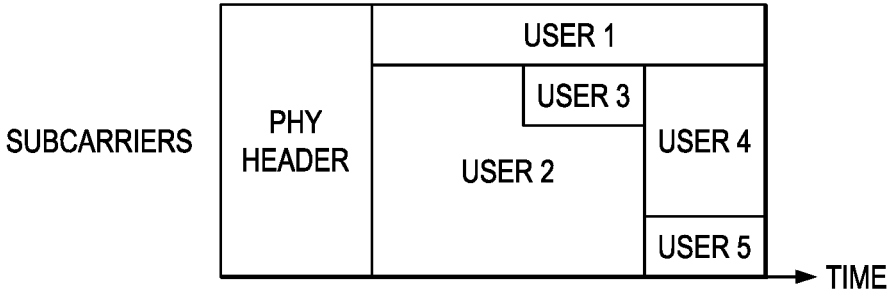 SUBCARRIERS
PHY
HEADER
USER 1
USER 2
USER 3
USER 4
USER 5
TIME